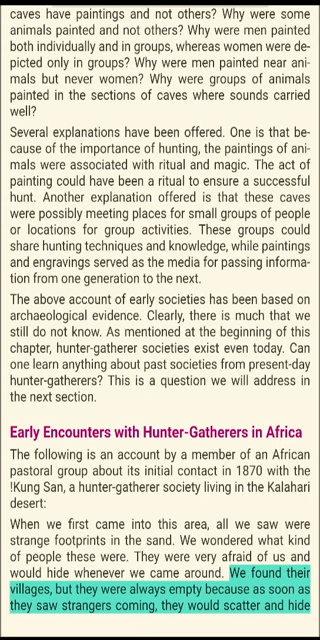 caves have paintings and not others? Why were some
animals painted and not others? Why were men painted
both individually and in groups, whereas women were de-
picted only in groups? Why were men painted near ani-
mals but never women? Why were groups of animals
painted in the sections of caves where sounds carried
well?
Several explanations have been offered. One is that be-
cause of the importance of hunting, the paintings of ani-
mals were associated with ritual and magic. The act of
painting could have been a ritual to ensure a successful
hunt. Another explanation offered is that these caves
were possibly meeting places for small groups of people
or locations for group activities. These groups could
share hunting techniques and knowledge, while paintings
and engravings served as the media for passing informa-
tion from one generation to the next.
The above account of early societies has been based on
archaeological evidence. Clearly, there is much that we
still do not know. As mentioned at the beginning of this
chapter, hunter-gatherer societies exist even today. Can
one learn anything about past societies from present-day
hunter-gatherers? This is a question we will address in
the next section.
Early Encounters with Hunter-Gatherers in Africa
The following is an account by a member of an African
pastoral group about its initial contact in 1870 with the
!Kung San, a hunter-gatherer society living in the Kalahari
desert:
When we first came into this area, all we saw were
strange footprints in the sand. We wondered what kind
of people these were. They were very afraid of us and
would hide whenever we came around. We found their
villages, but they were always empty because as soon as
they saw strangers coming, they would scatter and hide